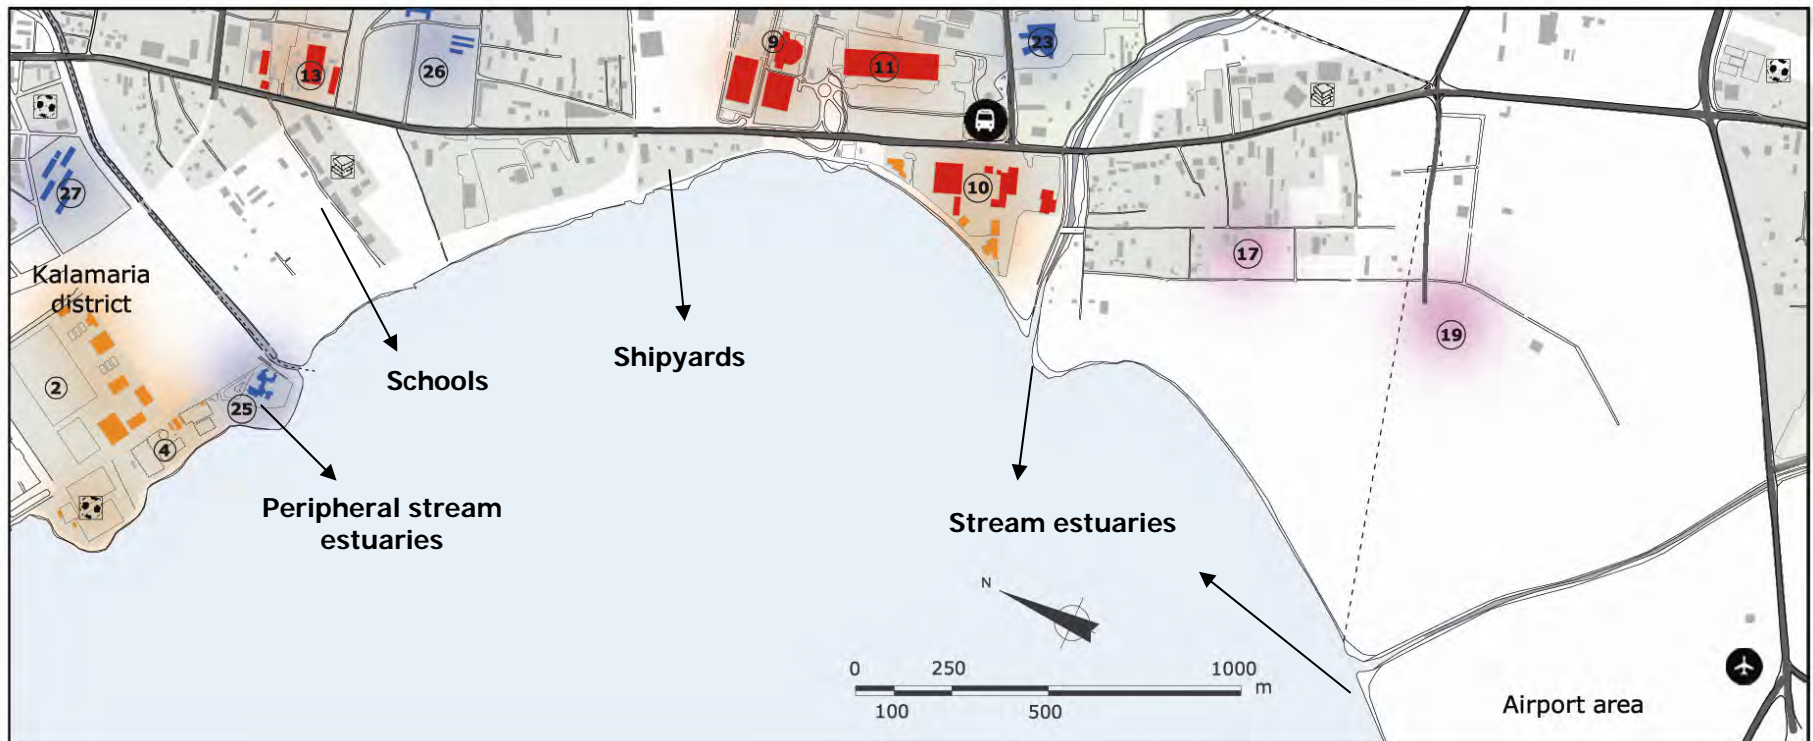 9
23
11
26
13
10
27
17
Kalamaria
district
19
Shipyards
Schools
2
25
4
Peripheral stream
estuaries
Stream estuaries
N
0 250 1000
m
100 500
Airport area